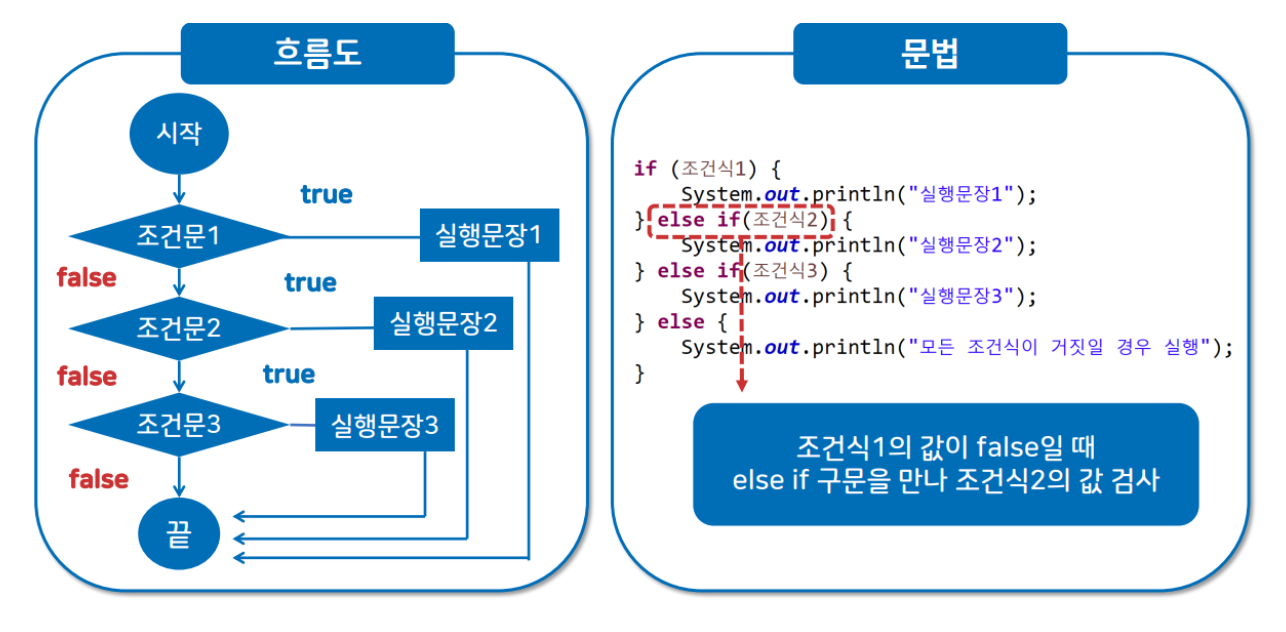 흐름도
시작
true
조건문1
실행문장1
false
true
조건문2
실행문장2
false
true
조건문3
실행문장3
false
끝
문법
if (조건식1) {
    System.out.println("실행문장1");
} else if(조건식2) {
    System.out.println("실행문장2");
} else if(조건식3) {
    System.out.println("실행문장3");
} else {
    System.out.println("모든 조건식이 거짓일 경우 실행");
}
조건식1의 값이 false일 때
else if 구문을 만나 조건식2의 값 검사